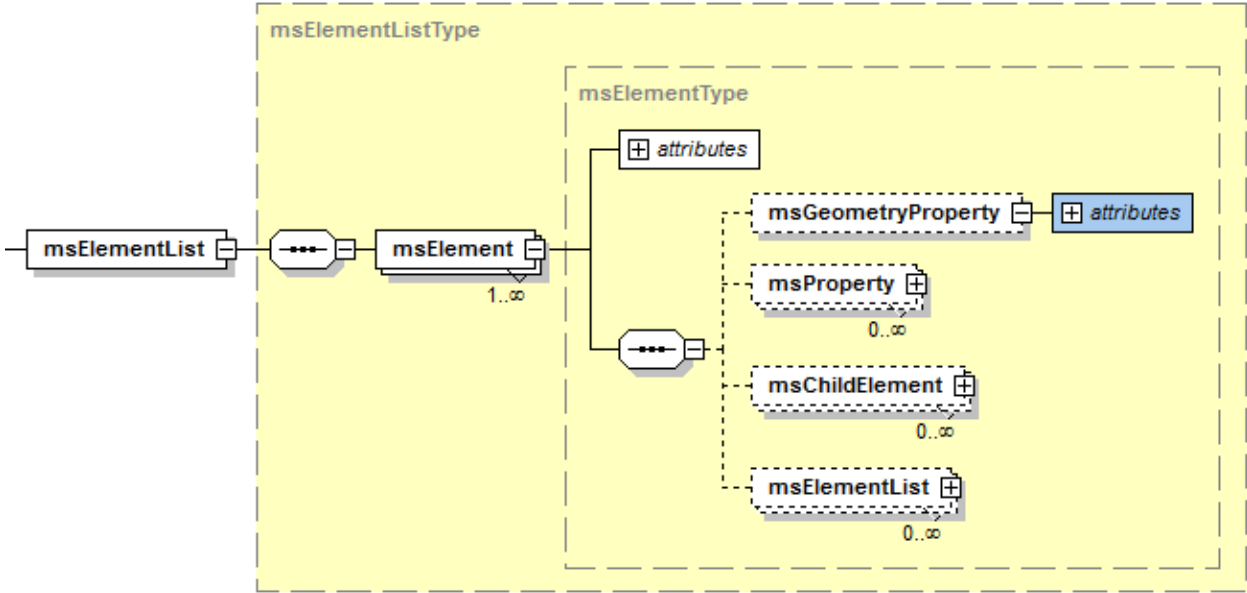 msElementListType
msElementType
attributes
msGeometryProperty
attributes
msElementList
msElement
1..∞
msProperty
0..∞
msChildElement
0..∞
msElementList
0..∞